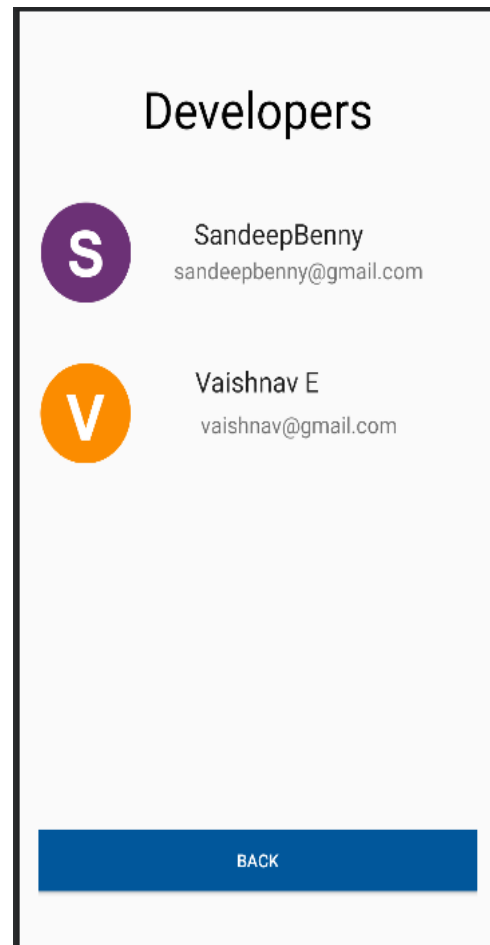 Developers
S
SandeepBenny
sandeepbenny@gmail.com
V
Vaishnav E
vaishnav@gmail.com
BACK